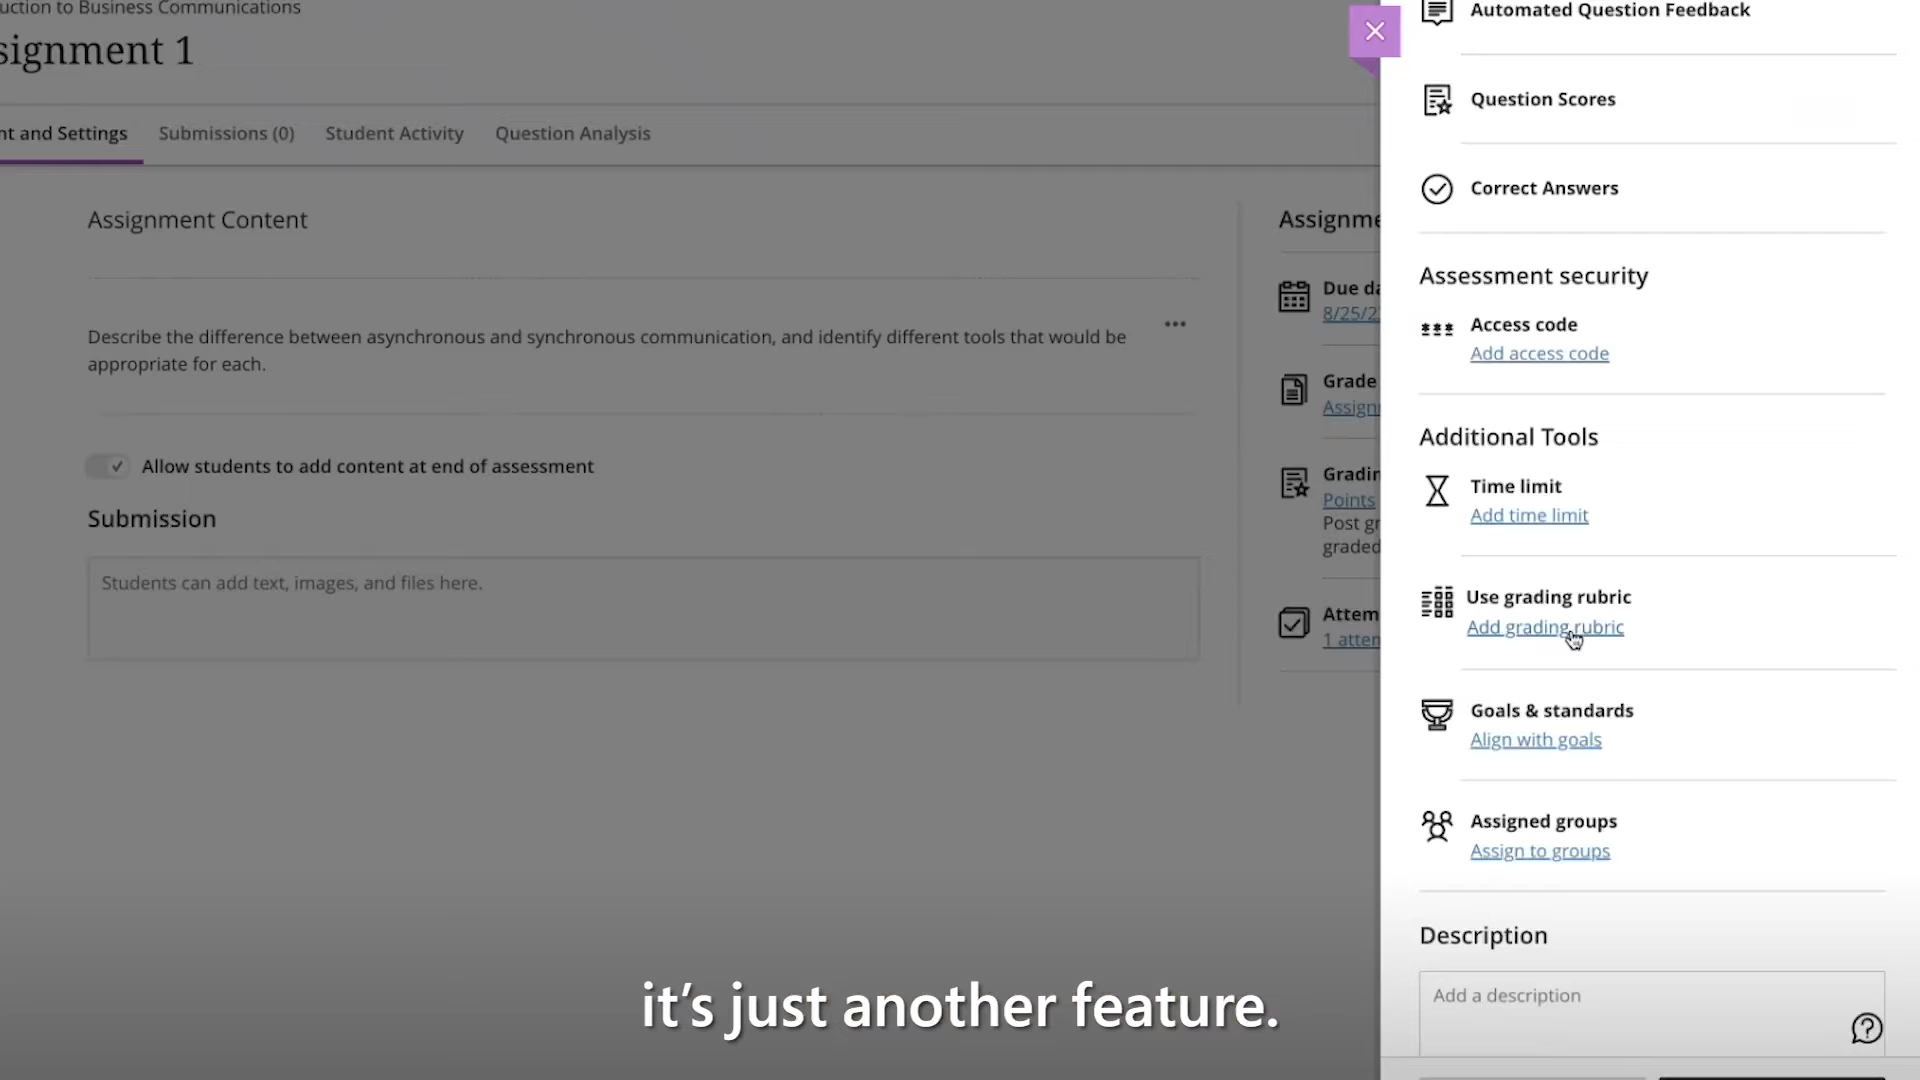 uction to Business Communications
signment 1
nt and Settings
Submissions (0)
Student Activity
Question Analysis
Assignment Content
Describe the difference between asynchronous and synchronous communication, and identify different tools that would be
appropriate for each.
Allow students to add content at end of assessment
Submission
Students can add text, images, and files here.
Assignme
Due da
8/25/2
Grade
Assign
Gradin
Points
Post gr
graded
Attem
1 atten
Automated Question Feedback
Question Scores
Correct Answers
Assessment security
Access code
Add access code
Additional Tools
Time limit
Add time limit
Use grading rubric
Add grading rubric
Goals & standards
Align with goals
Assigned groups
Assign to groups
Description
Add a description
it's just another feature.